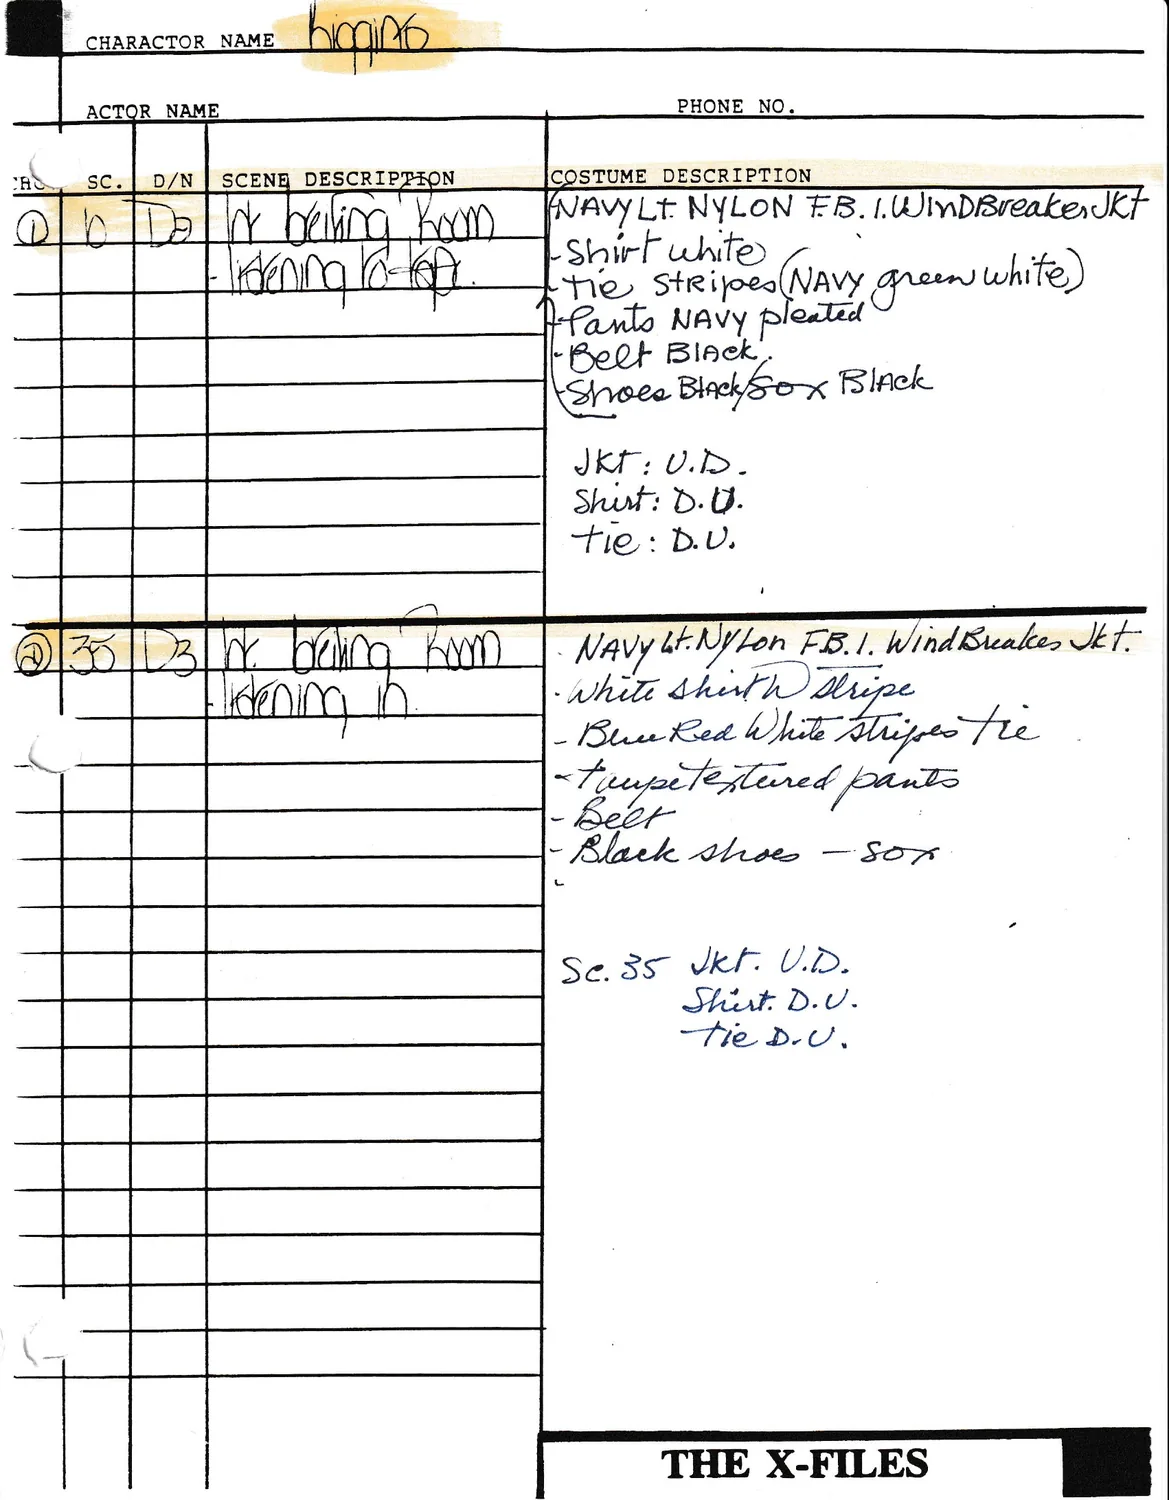 CHARACTOR NAME higgins
ACTOR NAME PHONE NO.
SC. D/N SCENE DESCRIPTION COSTUME DESCRIPTION
① D2 Int. Room NAVY Lt. NYLON F.B.I. WINDBreaker JKt
- listening to tape. - Shirt white
- Tie Stripes (NAVY green white)
- Pants NAVY pleated
- Belt BLAck.
- Shoes BlAck/Sox BlAck
JKt: U.D.
Shirt: D.U.
Tie: D.U.
② 35 D3 Int. Room - NAVY Lt. Nylon F.B.I. WindBreaker Jkt.
- listening in - White shirt W stripe
- Blue Red White stripes Tie
- Taupe Textured pants
- Belt
- Black shoes - sox
Sc. 35 Jkt. U.D.
Shirt. D.U.
Tie D.U.
THE X-FILES